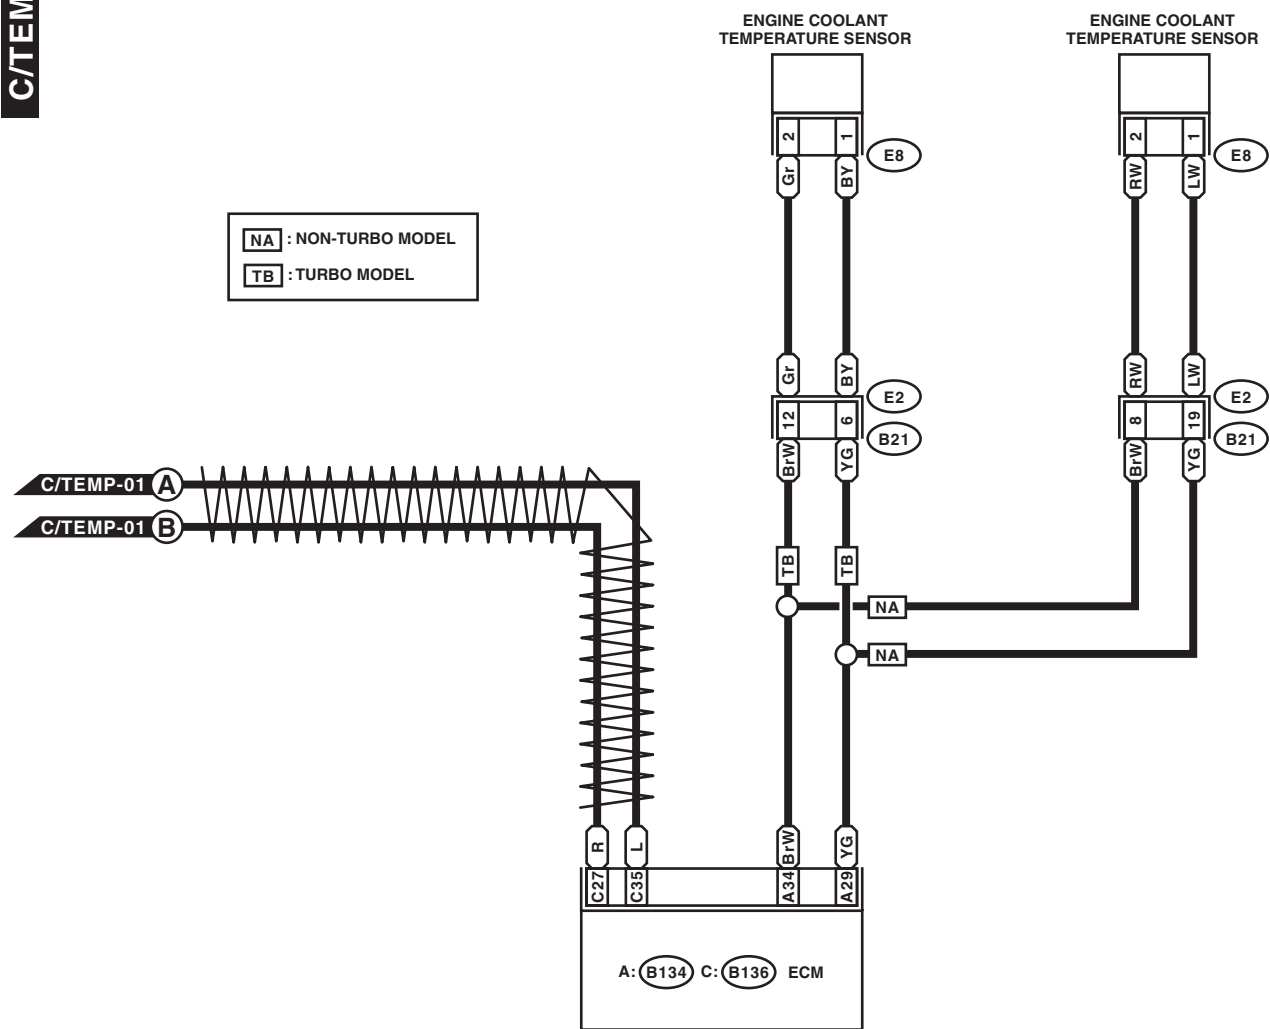 C/TEM
ENGINE COOLANT
TEMPERATURE SENSOR
ENGINE COOLANT
TEMPERATURE SENSOR
2 1 E8
2 1 E8
Gr BY
RW LW
NA : NON-TURBO MODEL
TB : TURBO MODEL
Gr BY
RW LW
E2
E2
12 6
8 19
B21
B21
BrW YG
BrW YG
C/TEMP-01 A
C/TEMP-01 B
TB TB
NA
NA
R L BrW YG
C27 C35 A34 A29
A: B134 C: B136 ECM